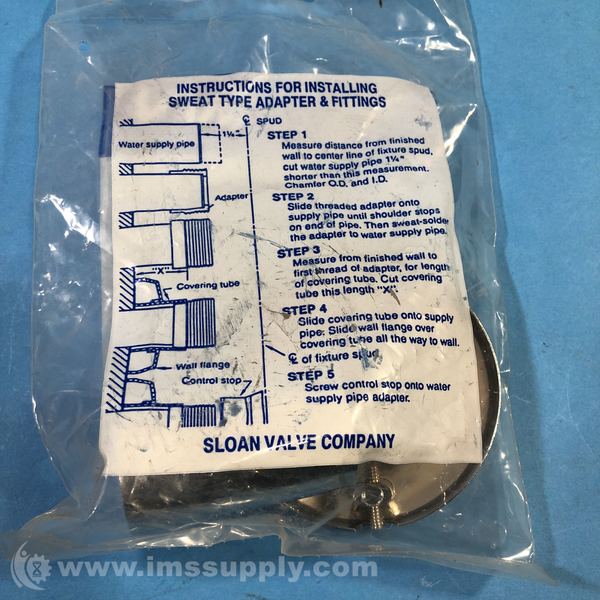 INSTRUCTIONS FOR INSTALLING
SWEAT TYPE ADAPTER & FITTINGS
℄ SPUD
Water supply pipe
1¼"
Adapter
"X"
Covering tube
Wall flange
Control stop
℄ of fixture spud
STEP 1
Measure distance from finished
wall to center line of fixture spud,
cut water supply pipe 1¼"
shorter than this measurement.
Chamfer O.D. and I.D.
STEP 2
Slide threaded adapter onto
supply pipe until shoulder stops
on end of pipe. Then sweat-solder
the adapter to water supply pipe.
STEP 3
Measure from finished wall to
first thread of adapter, for length
of covering tube. Cut covering
tube this length "X".
STEP 4
Slide covering tube onto supply
pipe. Slide wall flange over
covering tube all the way to wall.
STEP 5
Screw control stop onto water
supply pipe adapter.
SLOAN VALVE COMPANY
www.imssupply.com